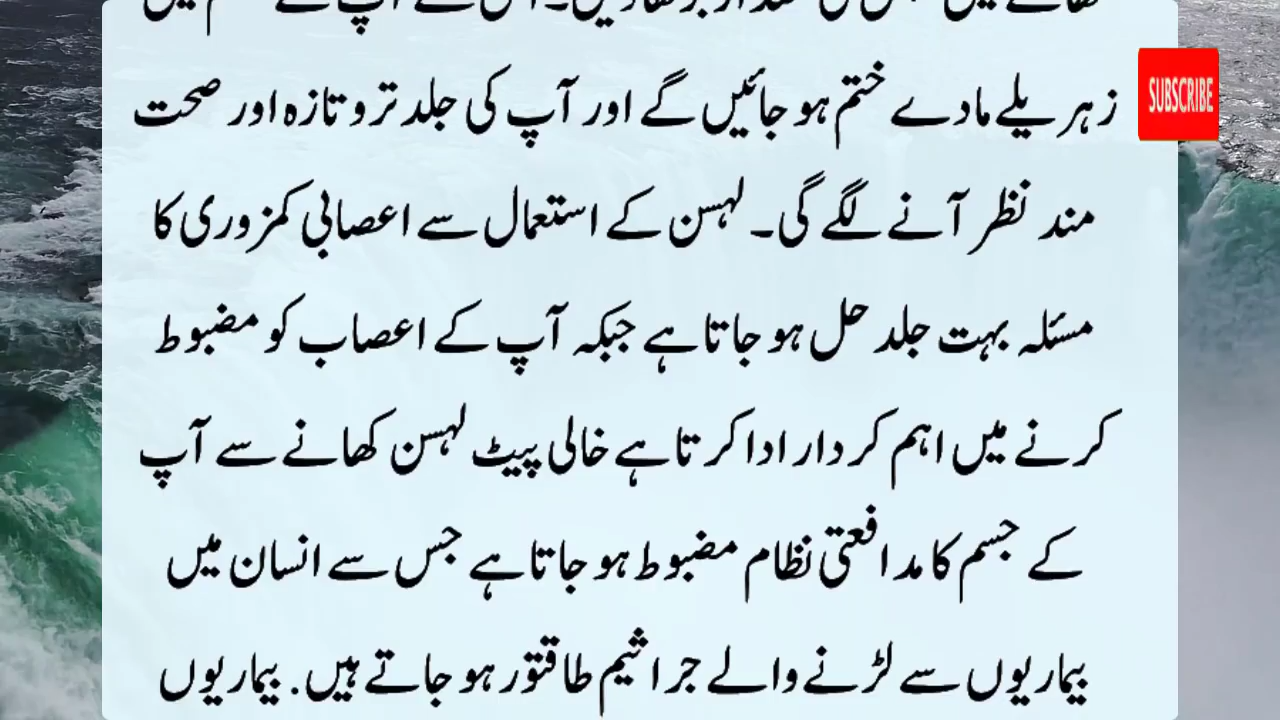 زہریلے مادے ختم ہو جائیں گے اور آپ کی جلد تر و تازہ اور صحت
SUBSCRIBE
مند نظر آنے لگے گی۔ لہسن کے استعمال سے اعصابی کمزوری کا
مسئلہ بہت جلد حل ہو جاتا ہے جبکہ آپ کے اعصاب کو مضبوط
کرنے میں اہم کردار ادا کرتا ہے خالی پیٹ لہسن کھانے سے آپ
کے جسم کا مدافعتی نظام مضبوط ہو جاتا ہے جس سے انسان میں
بیماریوں سے لڑنے والے جراثیم طاقتور ہو جاتے ہیں. بیماریوں